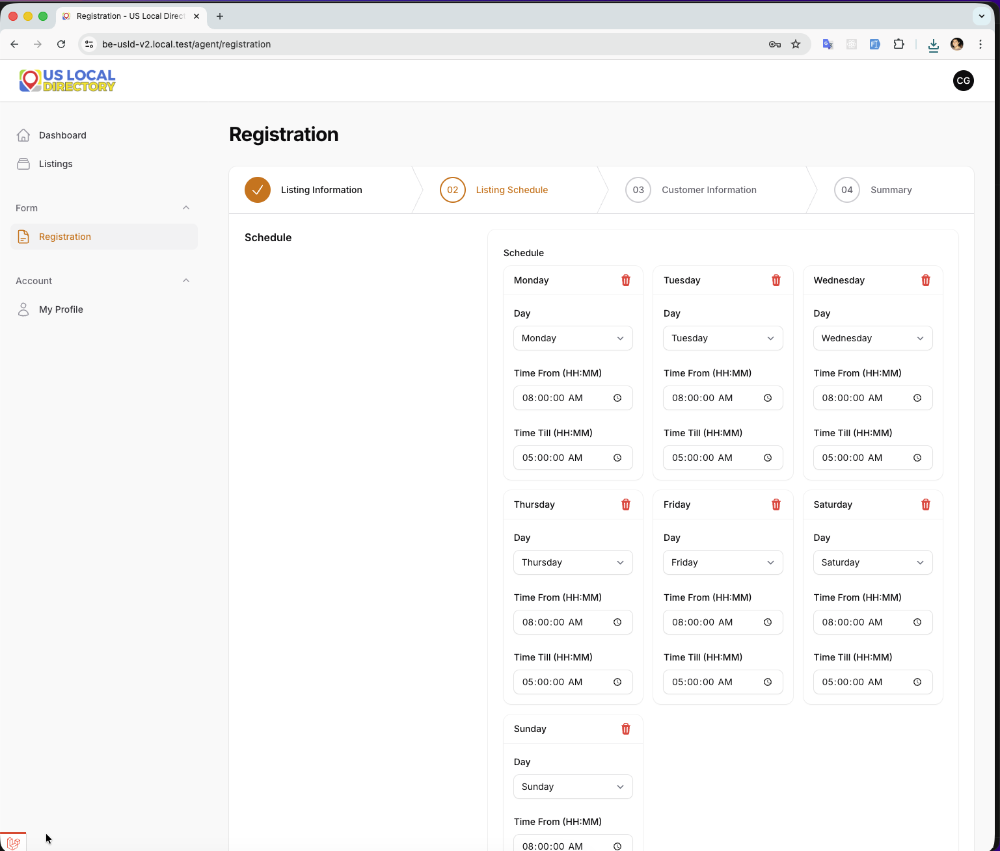 Registration - US Local Direct
be-usld-v2.local.test/agent/registration
US LOCAL
DIRECTORY
CG
Dashboard
Listings
Form
Registration
Account
My Profile
Registration
Listing Information
02 Listing Schedule
03 Customer Information
04 Summary
Schedule
Schedule
Monday Tuesday Wednesday
Day Day Day
Monday Tuesday Wednesday
Time From (HH:MM) Time From (HH:MM) Time From (HH:MM)
08:00:00 AM 08:00:00 AM 08:00:00 AM
Time Till (HH:MM) Time Till (HH:MM) Time Till (HH:MM)
05:00:00 AM 05:00:00 AM 05:00:00 AM
Thursday Friday Saturday
Day Day Day
Thursday Friday Saturday
Time From (HH:MM) Time From (HH:MM) Time From (HH:MM)
08:00:00 AM 08:00:00 AM 08:00:00 AM
Time Till (HH:MM) Time Till (HH:MM) Time Till (HH:MM)
05:00:00 AM 05:00:00 AM 05:00:00 AM
Sunday
Day
Sunday
Time From (HH:MM)
08:00:00 AM